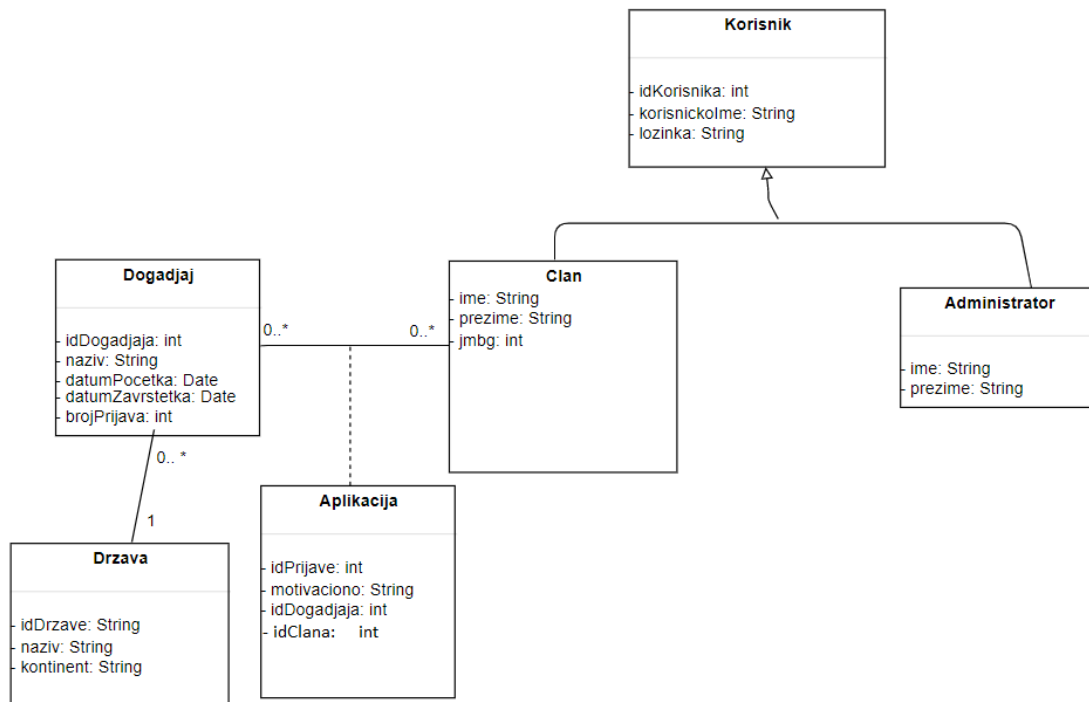 Korisnik
- idKorisnika: int
- korisnickoIme: String
- lozinka: String
Dogadjaj
- idDogadjaja: int
- naziv: String
- datumPocetka: Date
- datumZavrstetka: Date
- brojPrijava: int
0..*
0..*
Clan
- ime: String
- prezime: String
- jmbg: int
Administrator
- ime: String
- prezime: String
0.. *
1
Drzava
- idDrzave: String
- naziv: String
- kontinent: String
Aplikacija
- idPrijave: int
- motivaciono: String
- idDogadjaja: int
- idClana: int